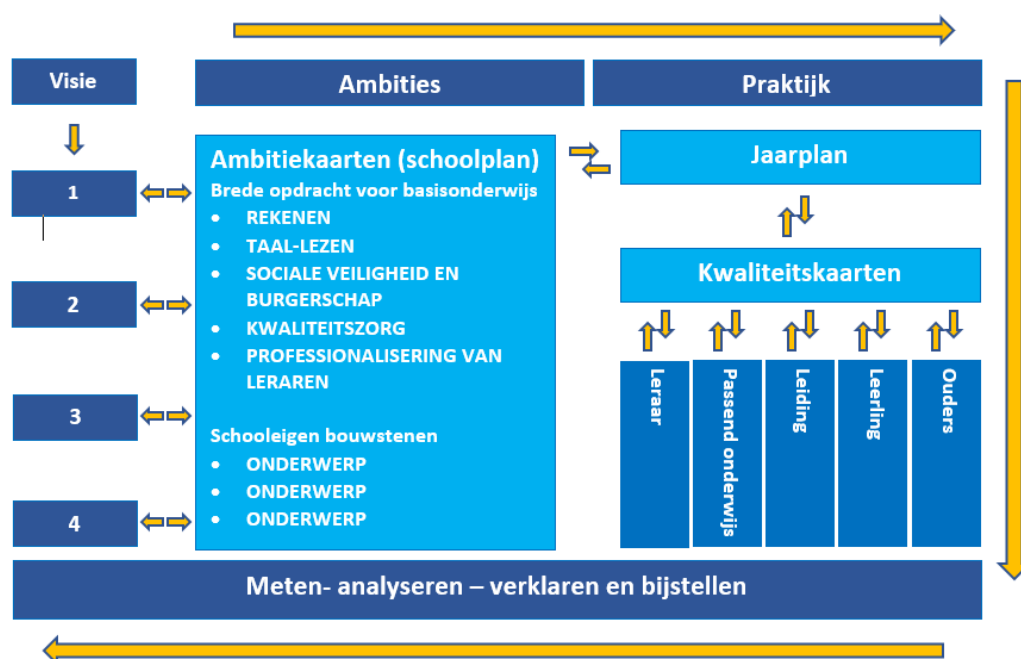 Visie
Ambities
Praktijk
1
2
3
4
Ambitiekaarten (schoolplan)
Brede opdracht voor basisonderwijs
• REKENEN
• TAAL-LEZEN
• SOCIALE VEILIGHEID EN
BURGERSCHAP
• KWALITEITSZORG
• PROFESSIONALISERING VAN
LERAREN
Schooleigen bouwstenen
• ONDERWERP
• ONDERWERP
• ONDERWERP
Jaarplan
Kwaliteitskaarten
Leraar
Passend onderwijs
Leiding
Leerling
Ouders
Meten- analyseren – verklaren en bijstellen